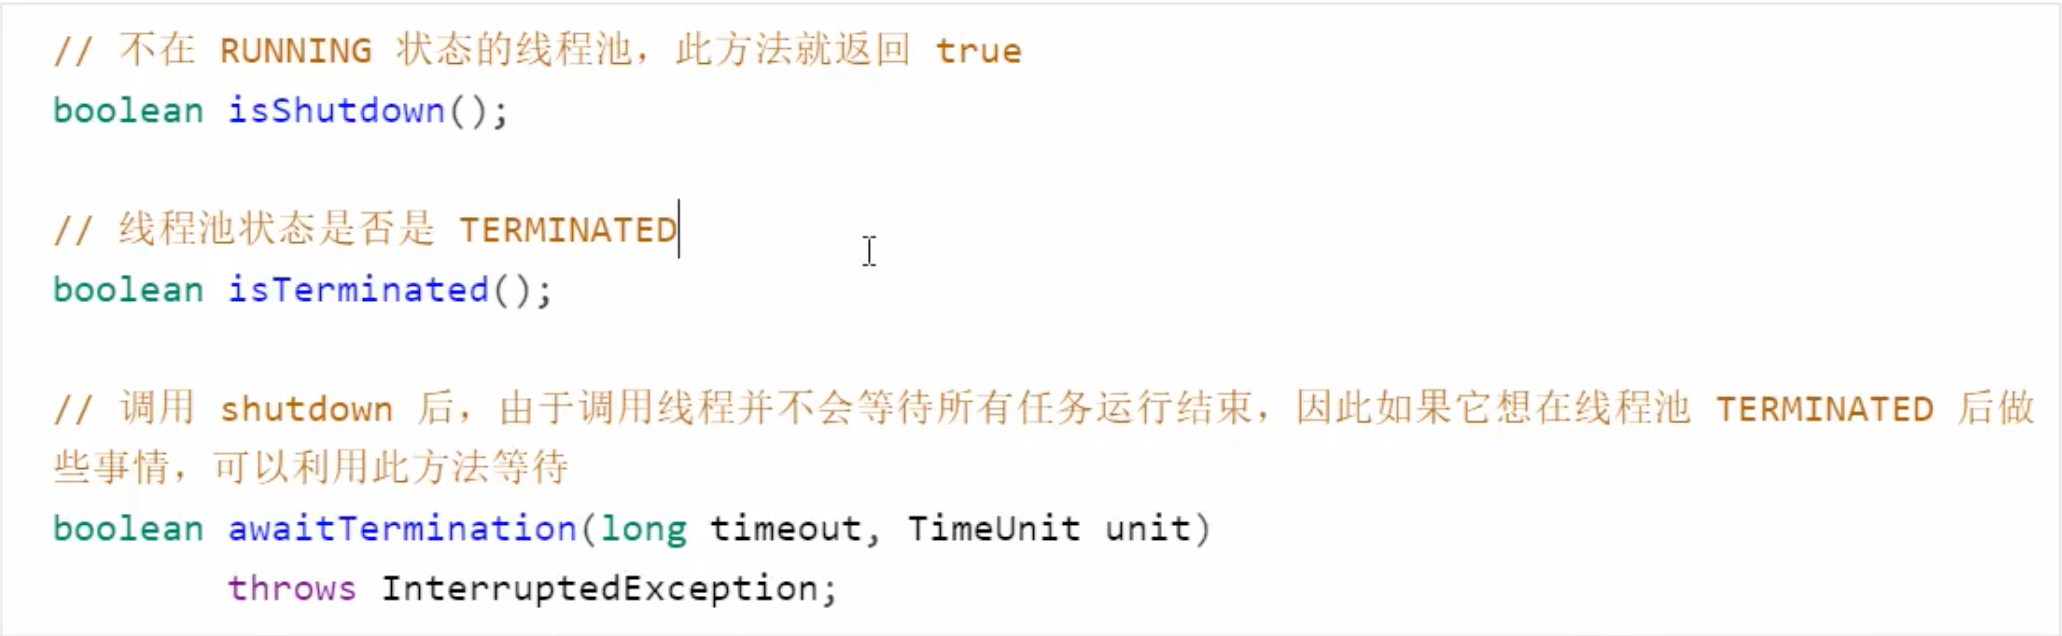 // 不在 RUNNING 状态的线程池，此方法就返回 true
boolean isShutdown();
// 线程池状态是否是 TERMINATED
boolean isTerminated();
// 调用 shutdown 后，由于调用线程并不会等待所有任务运行结束，因此如果它想在线程池 TERMINATED 后做
些事情，可以利用此方法等待
boolean awaitTermination(long timeout, TimeUnit unit)
throws InterruptedException;